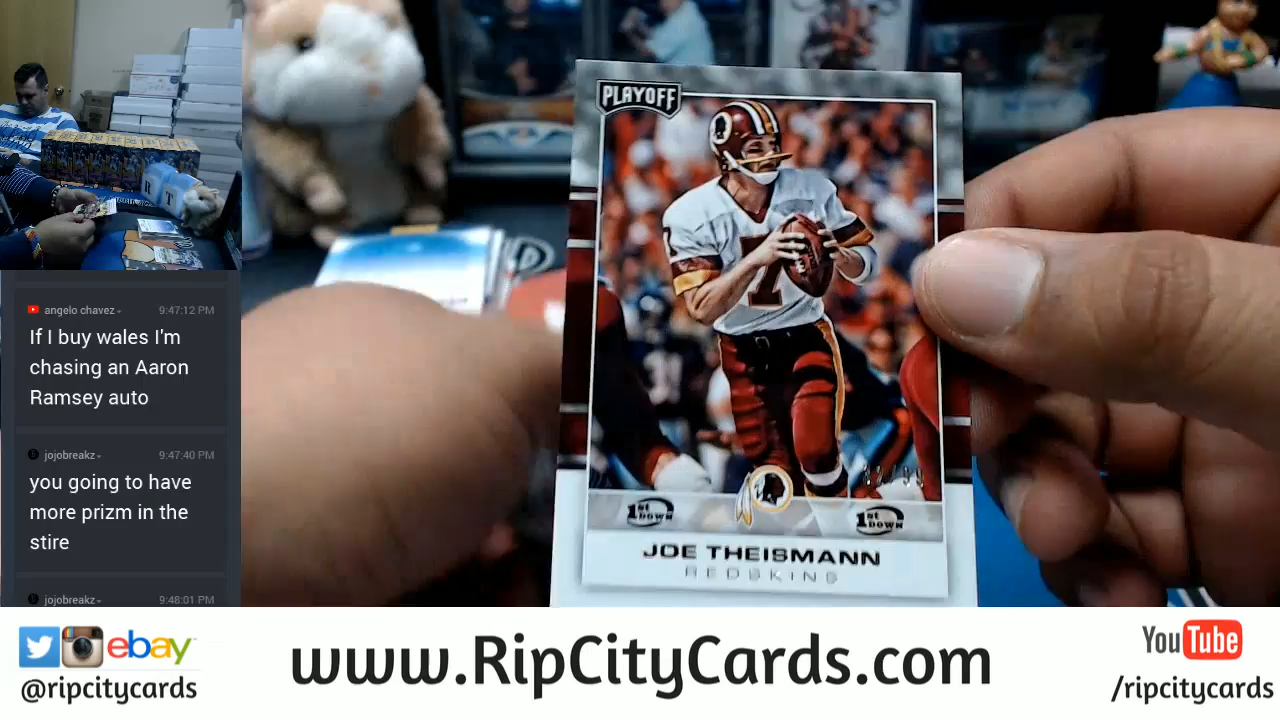 angelo chavez
9:47:12 PM
If I buy wales I'm
chasing an Aaron
Ramsey auto
jojobreakz
9:47:40 PM
you going to have
more prizm in the
stire
jojobreakz
9:48:01 PM
PLAYOFF
7
1st DOWN
1st DOWN
JOE THEISMANN
REDSKINS
ebay
@ripcitycards
www.RipCityCards.com
YouTube
/ripcitycards